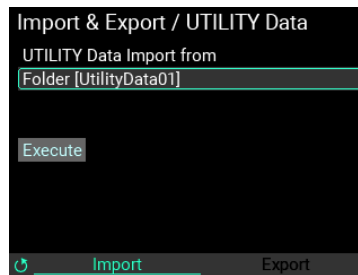 Import & Export / UTILITY Data
UTILITY Data Import from
Folder [UtilityData01]
Execute
Import Export